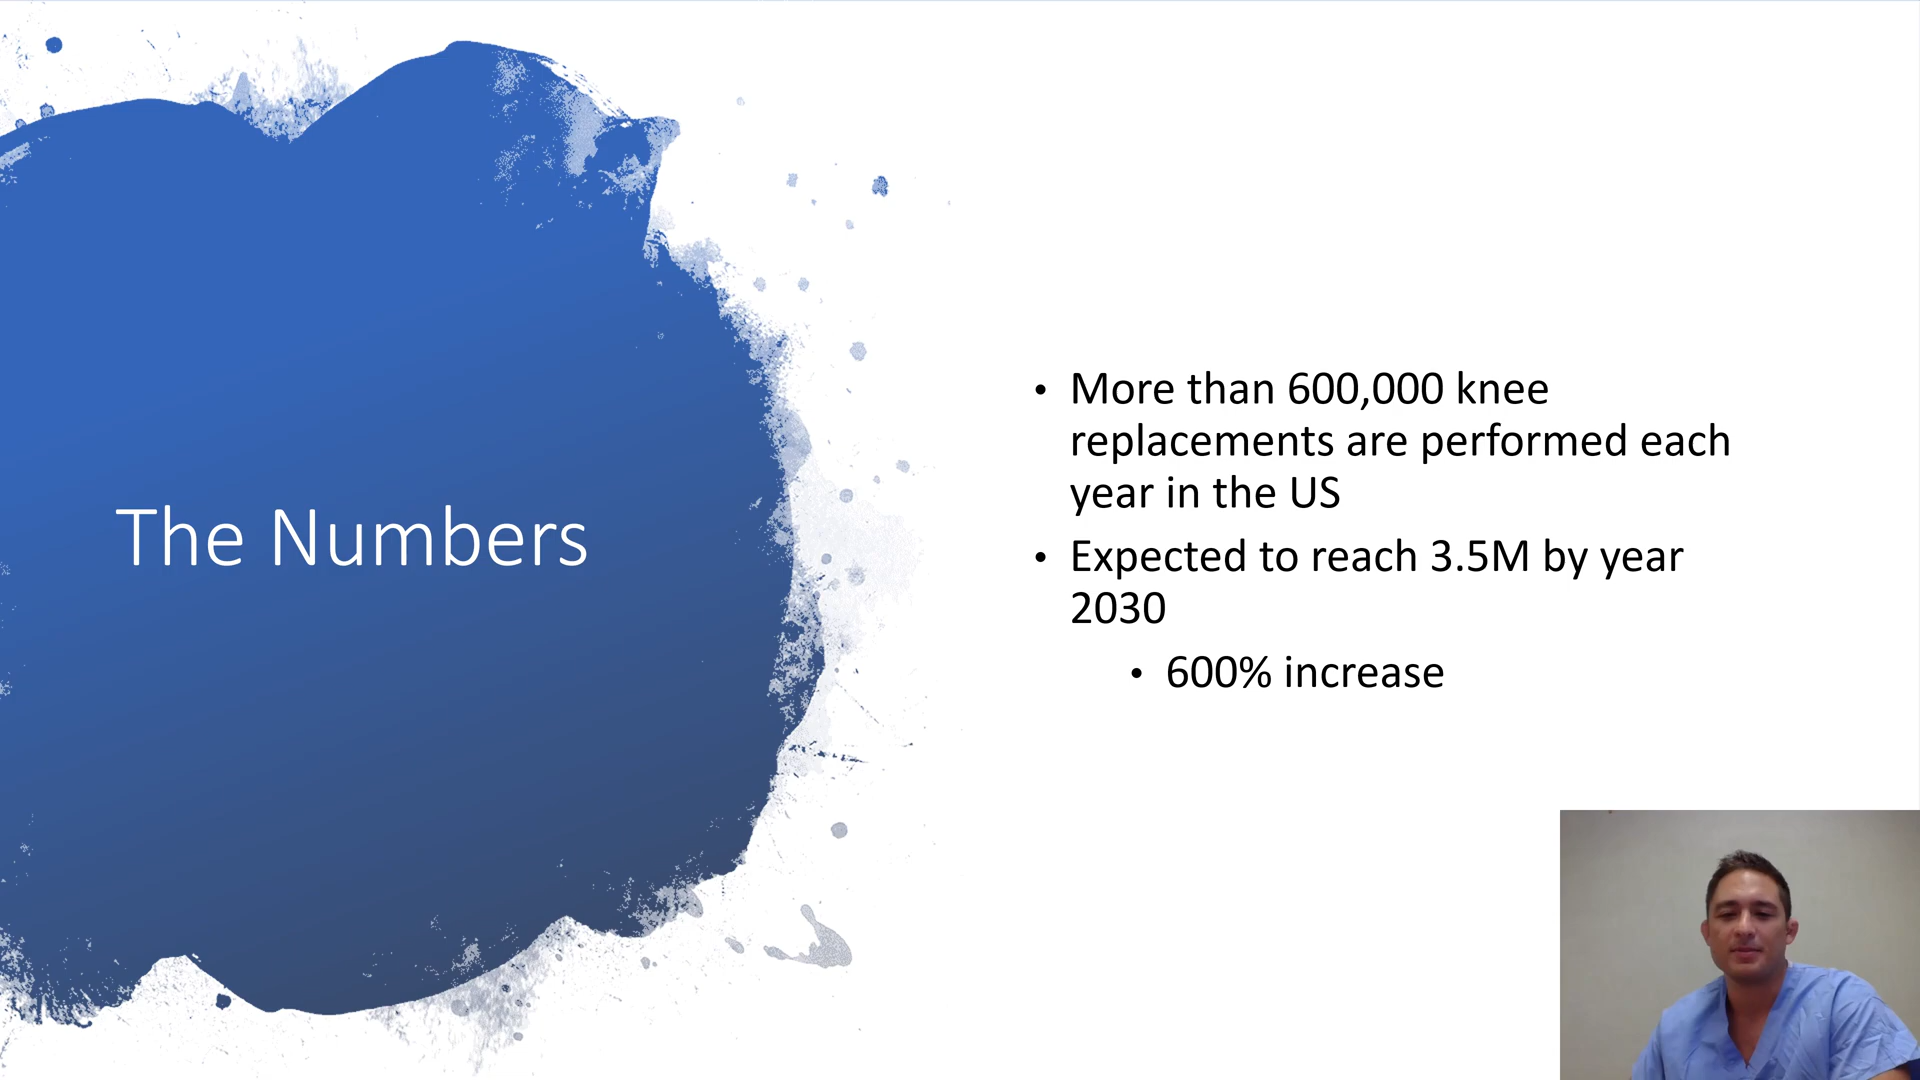 The Numbers
• More than 600,000 knee
replacements are performed each
year in the US
• Expected to reach 3.5M by year
2030
• 600% increase